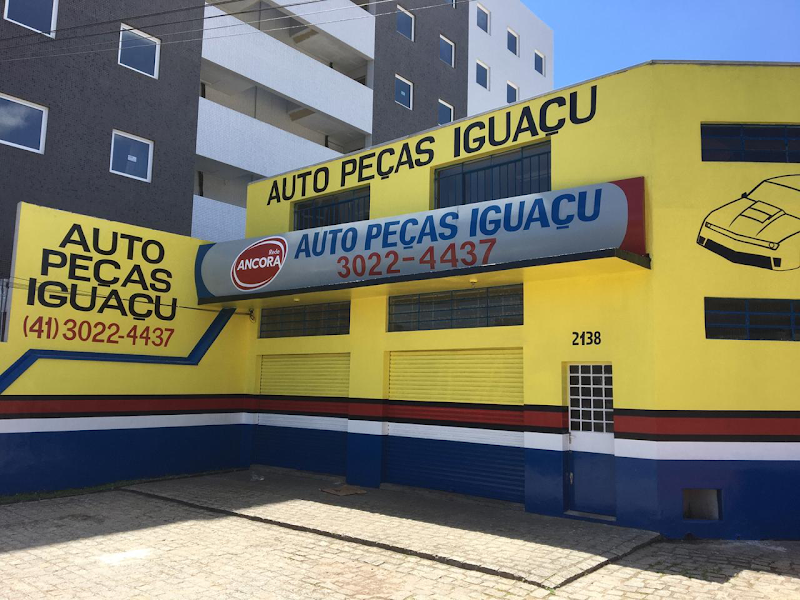 AUTO PEÇAS IGUAÇU
Rede
ANCORA
AUTO PEÇAS IGUAÇU
3022-4437
AUTO
PEÇAS
IGUAÇU
(41) 3022-4437
2138